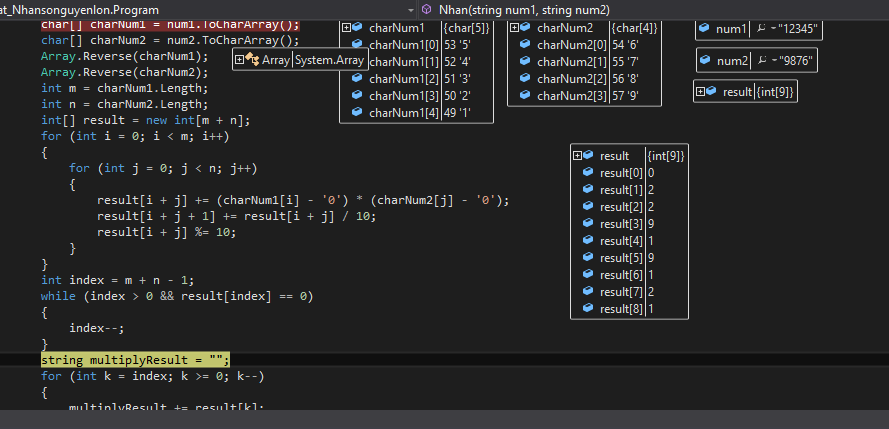 at_Nhansonguyenlon.Program
Nhan(string num1, string num2)
char[] charNum1 = num1.ToCharArray();
char[] charNum2 = num2.ToCharArray();
Array.Reverse(charNum1);
Array.Reverse(charNum2);
int m = charNum1.Length;
int n = charNum2.Length;
int[] result = new int[m + n];
for (int i = 0; i < m; i++)
{
for (int j = 0; j < n; j++)
{
result[i + j] += (charNum1[i] - '0') * (charNum2[j] - '0');
result[i + j + 1] += result[i + j] / 10;
result[i + j] %= 10;
}
}
int index = m + n - 1;
while (index > 0 && result[index] == 0)
{
index--;
}
string multiplyResult = "";
for (int k = index; k >= 0; k--)
{
multiplyResult += result[k];
Array System.Array
charNum1 {char[5]}
charNum1[0] 53 '5'
charNum1[1] 52 '4'
charNum1[2] 51 '3'
charNum1[3] 50 '2'
charNum1[4] 49 '1'
charNum2 {char[4]}
charNum2[0] 54 '6'
charNum2[1] 55 '7'
charNum2[2] 56 '8'
charNum2[3] 57 '9'
num1 "12345"
num2 "9876"
result {int[9]}
result {int[9]}
result[0] 0
result[1] 2
result[2] 2
result[3] 9
result[4] 1
result[5] 9
result[6] 1
result[7] 2
result[8] 1